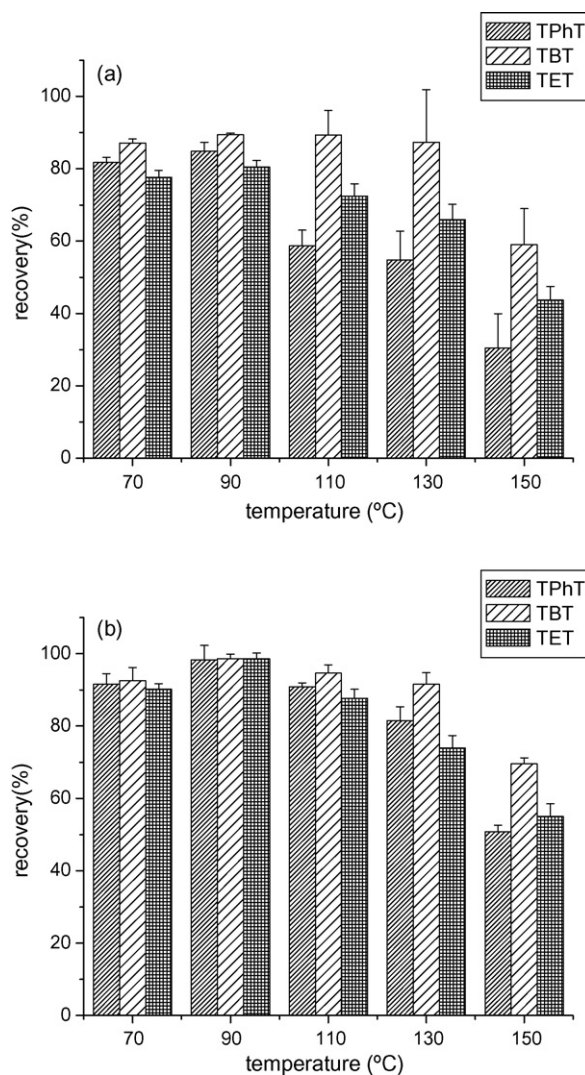 TPhT
TBT
TET
(a)
100
80
60
40
20
0
recovery(%)
70 90 110 130 150
temperature (ºC)
TPhT
TBT
TET
(b)
100
80
60
40
20
0
recovery(%)
70 90 110 130 150
temperature (ºC)